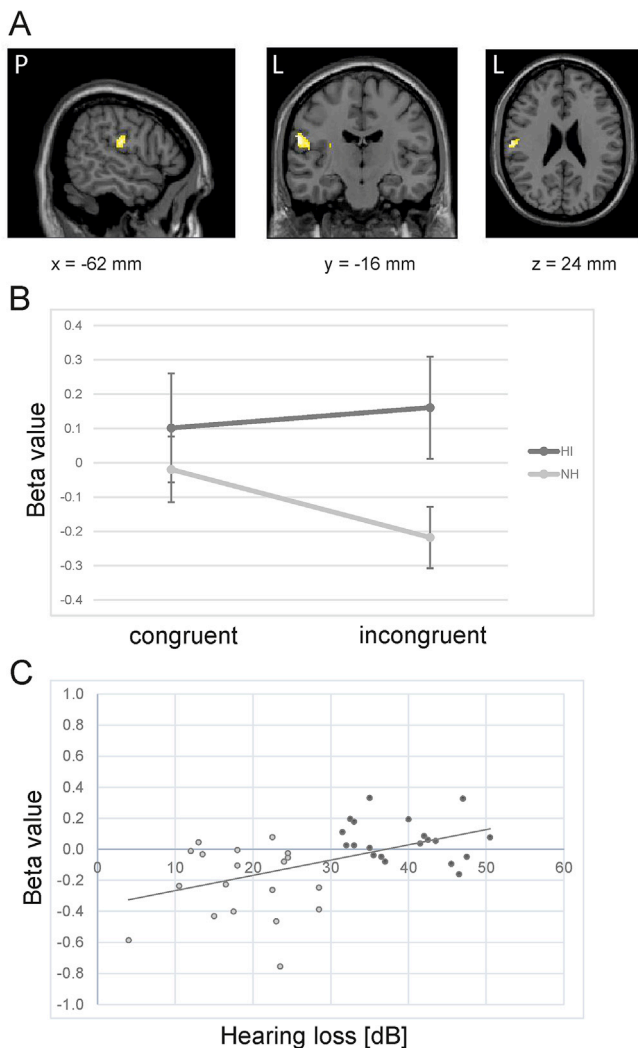 A
P
L
L
x = -62 mm
y = -16 mm
z = 24 mm
B
0.4
0.3
0.2
0.1
0
-0.1
-0.2
-0.3
-0.4
Beta value
HI
NH
congruent
incongruent
C
1.0
0.8
0.6
0.4
0.2
0.0
-0.2
-0.4
-0.6
-0.8
-1.0
Beta value
0 10 20 30 40 50 60
Hearing loss [dB]